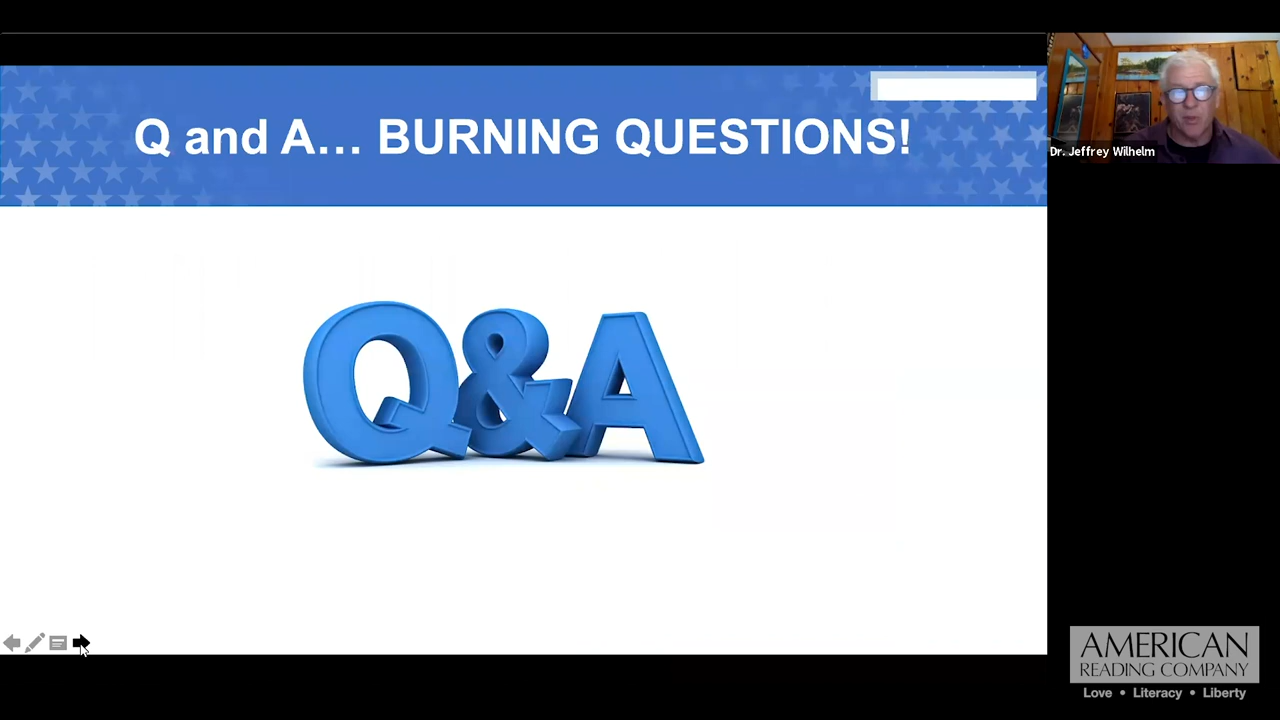 Q and A... BURNING QUESTIONS!
Dr. Jeffrey Wilhelm
Q&A
AMERICAN
READING COMPANY
Love • Literacy • Liberty